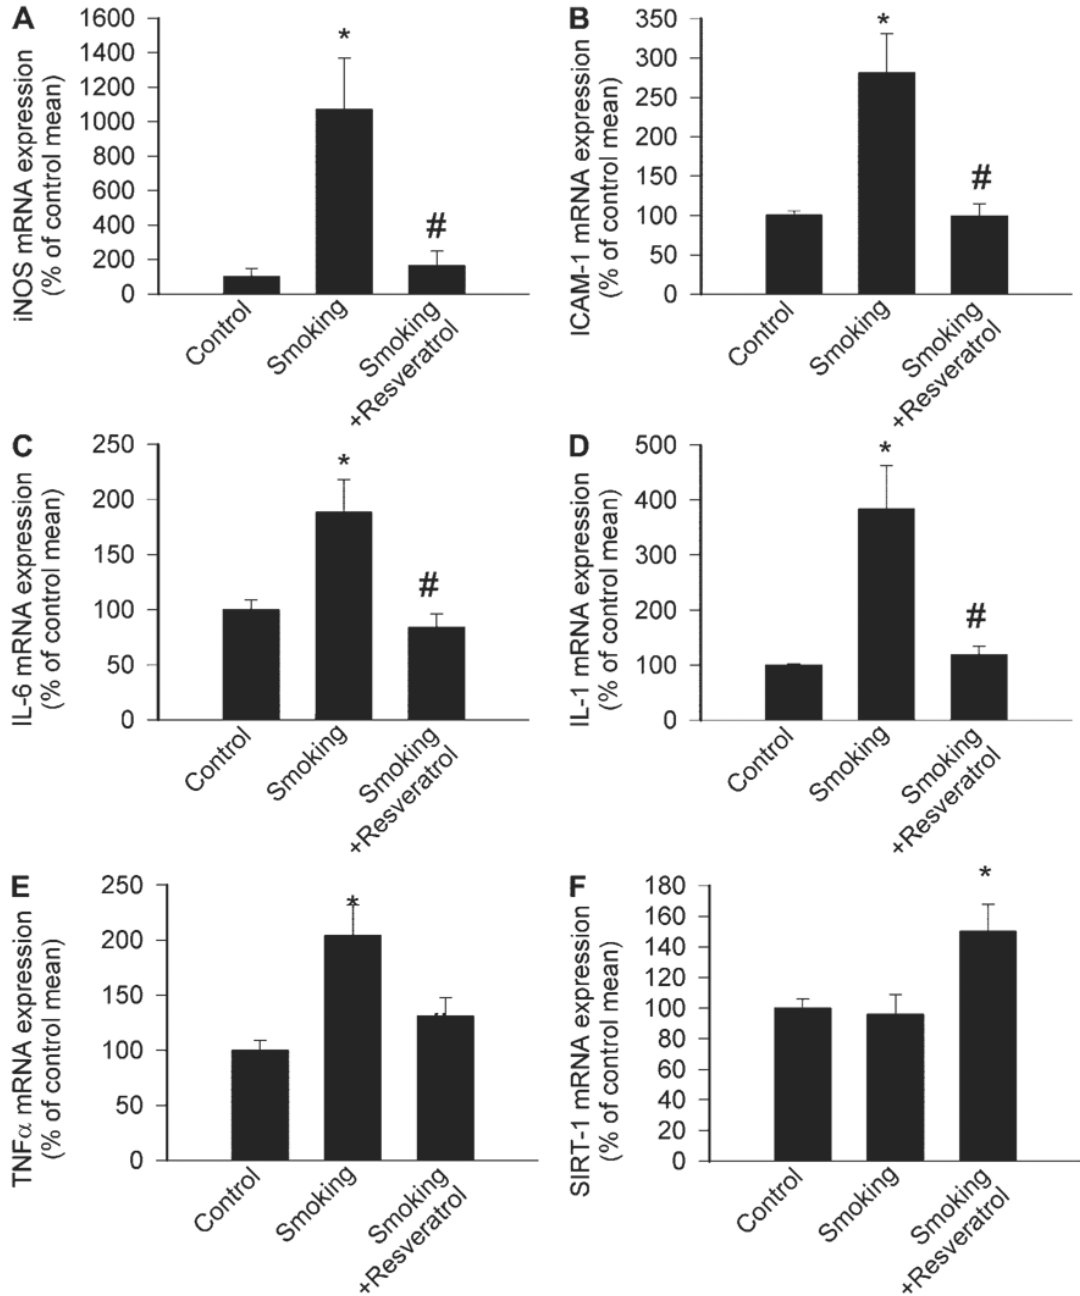 A
iNOS mRNA expression
(% of control mean)
1600
1400
1200
1000
800
600
400
200
0
*
#
Control
Smoking
Smoking
+Resveratrol
B
ICAM-1 mRNA expression
(% of control mean)
350
300
250
200
150
100
50
0
*
#
Control
Smoking
Smoking
+Resveratrol
C
IL-6 mRNA expression
(% of control mean)
250
200
150
100
50
0
*
#
Control
Smoking
Smoking
+Resveratrol
D
IL-1 mRNA expression
(% of control mean)
500
400
300
200
100
0
*
#
Control
Smoking
Smoking
+Resveratrol
E
TNFα mRNA expression
(% of control mean)
250
200
150
100
50
0
*
Control
Smoking
Smoking
+Resveratrol
F
SIRT-1 mRNA expression
(% of control mean)
180
160
140
120
100
80
60
40
20
0
*
Control
Smoking
Smoking
+Resveratrol